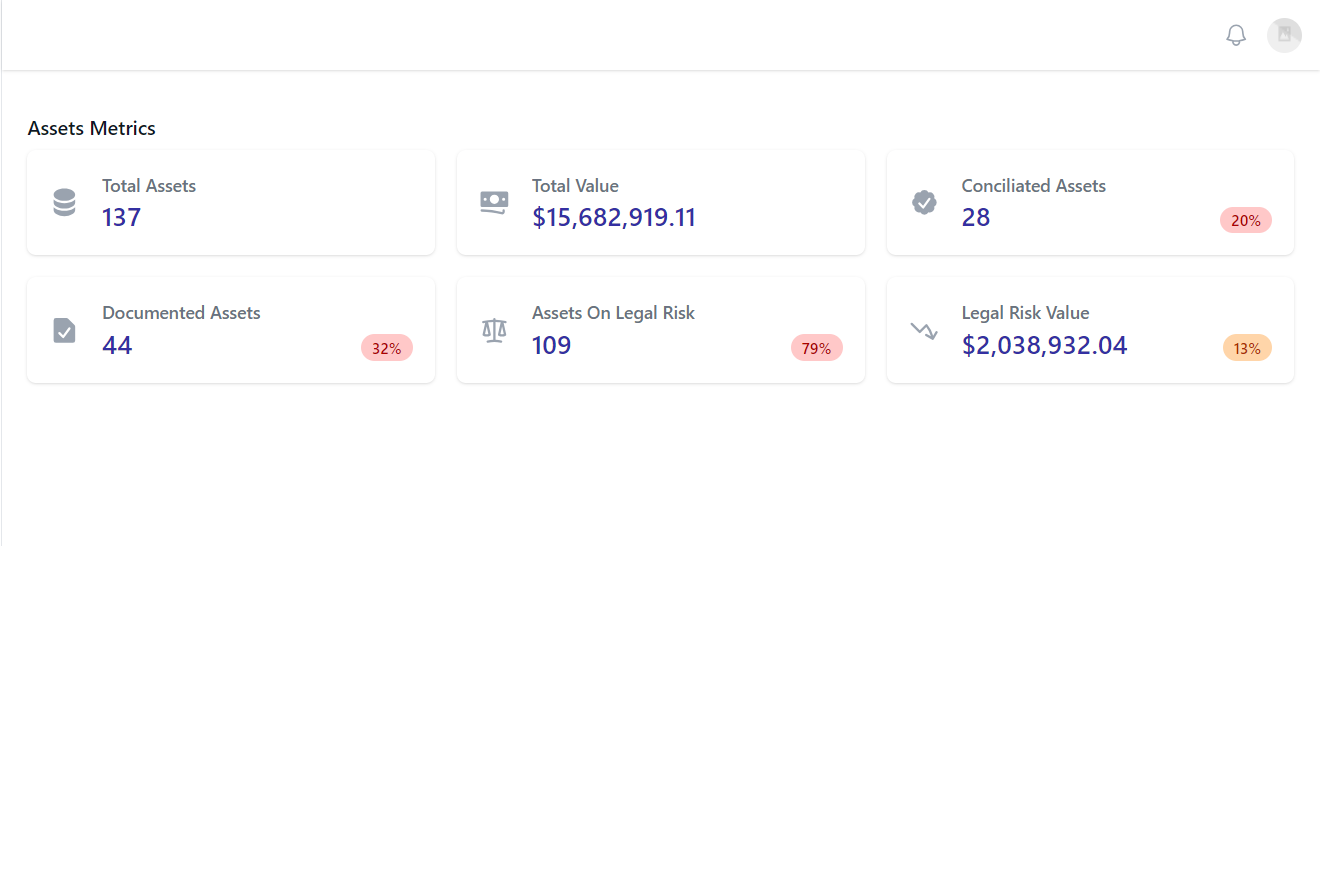 Assets Metrics
Total Assets
137
Total Value
$15,682,919.11
Conciliated Assets
28
20%
Documented Assets
44
32%
Assets On Legal Risk
109
79%
Legal Risk Value
$2,038,932.04
13%